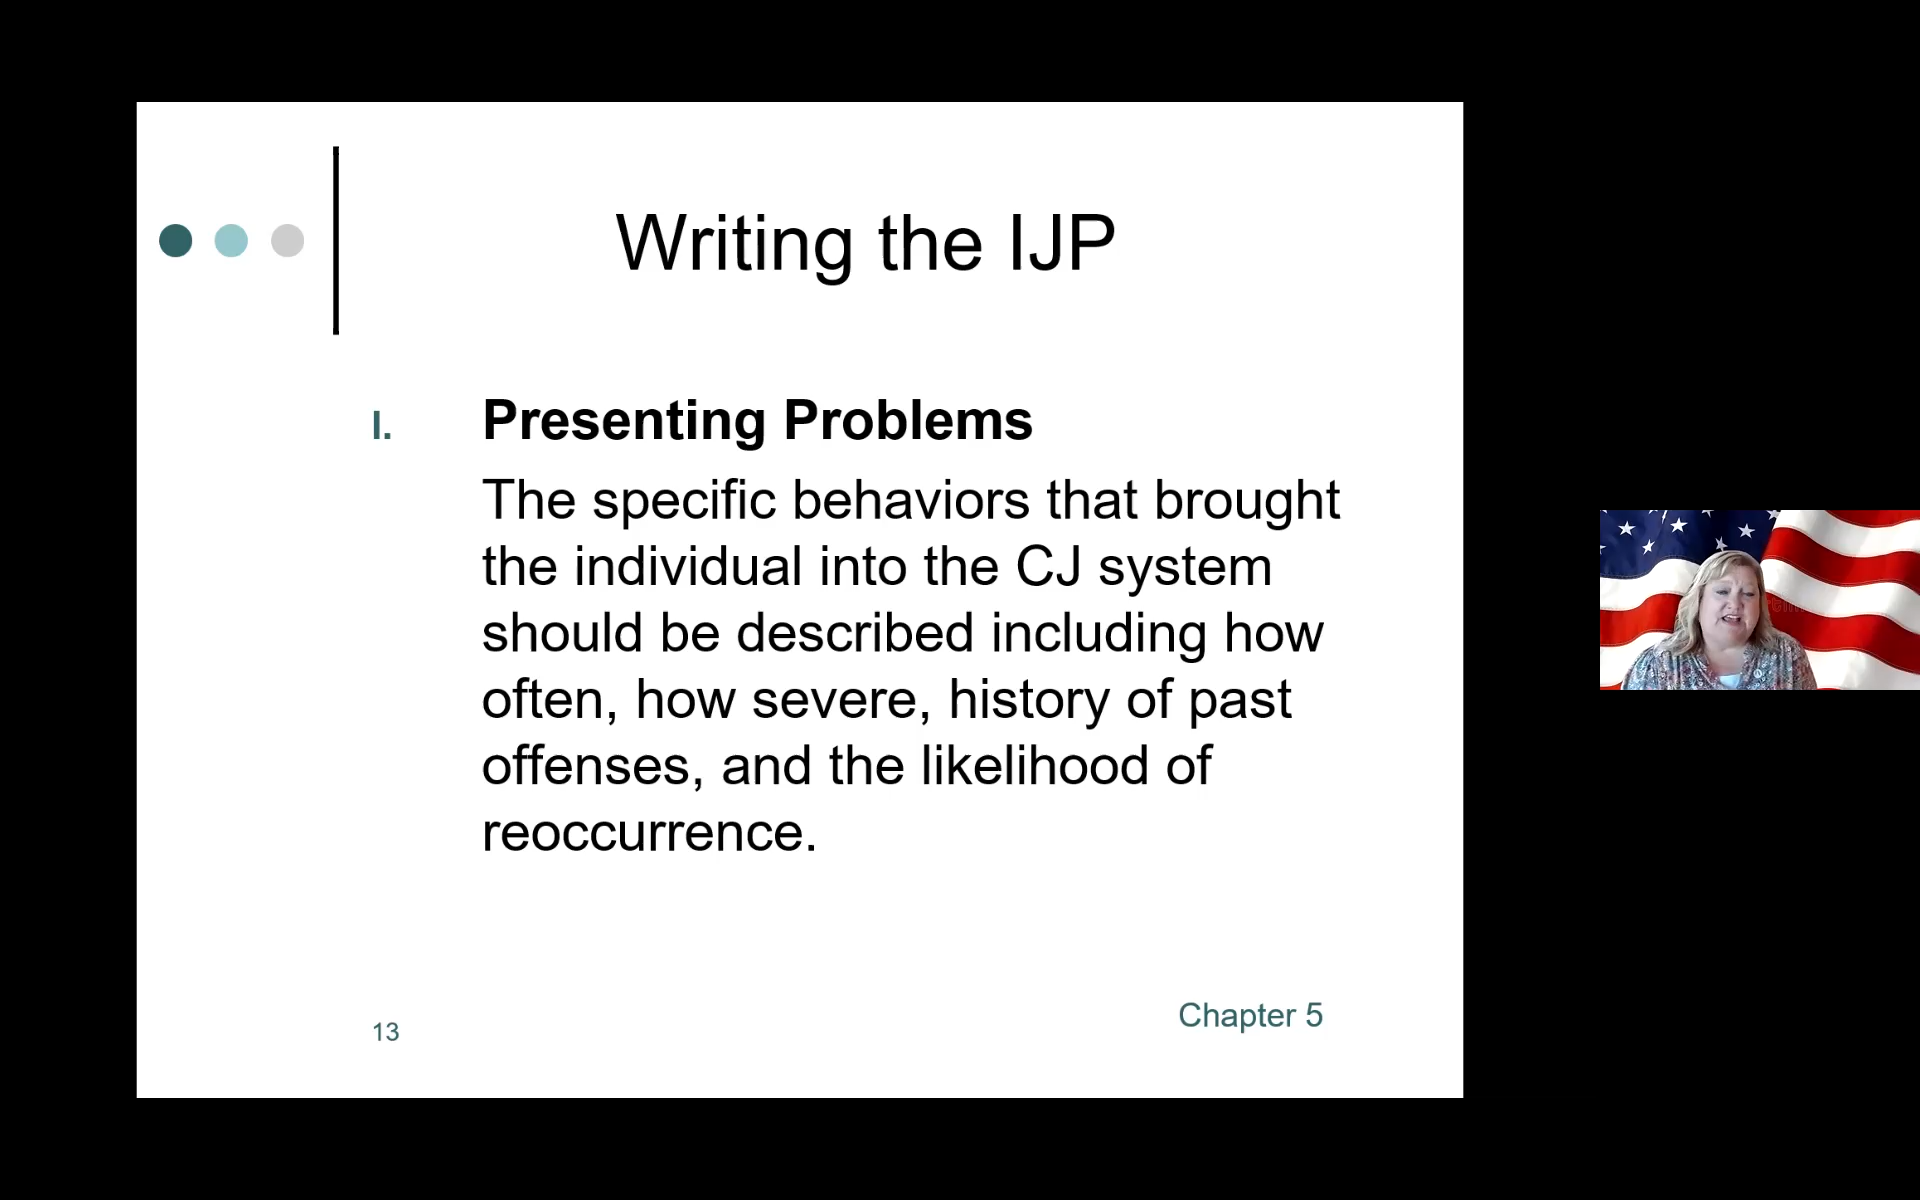 Writing the IJP
I. Presenting Problems
The specific behaviors that brought
the individual into the CJ system
should be described including how
often, how severe, history of past
offenses, and the likelihood of
reoccurrence.
13
Chapter 5